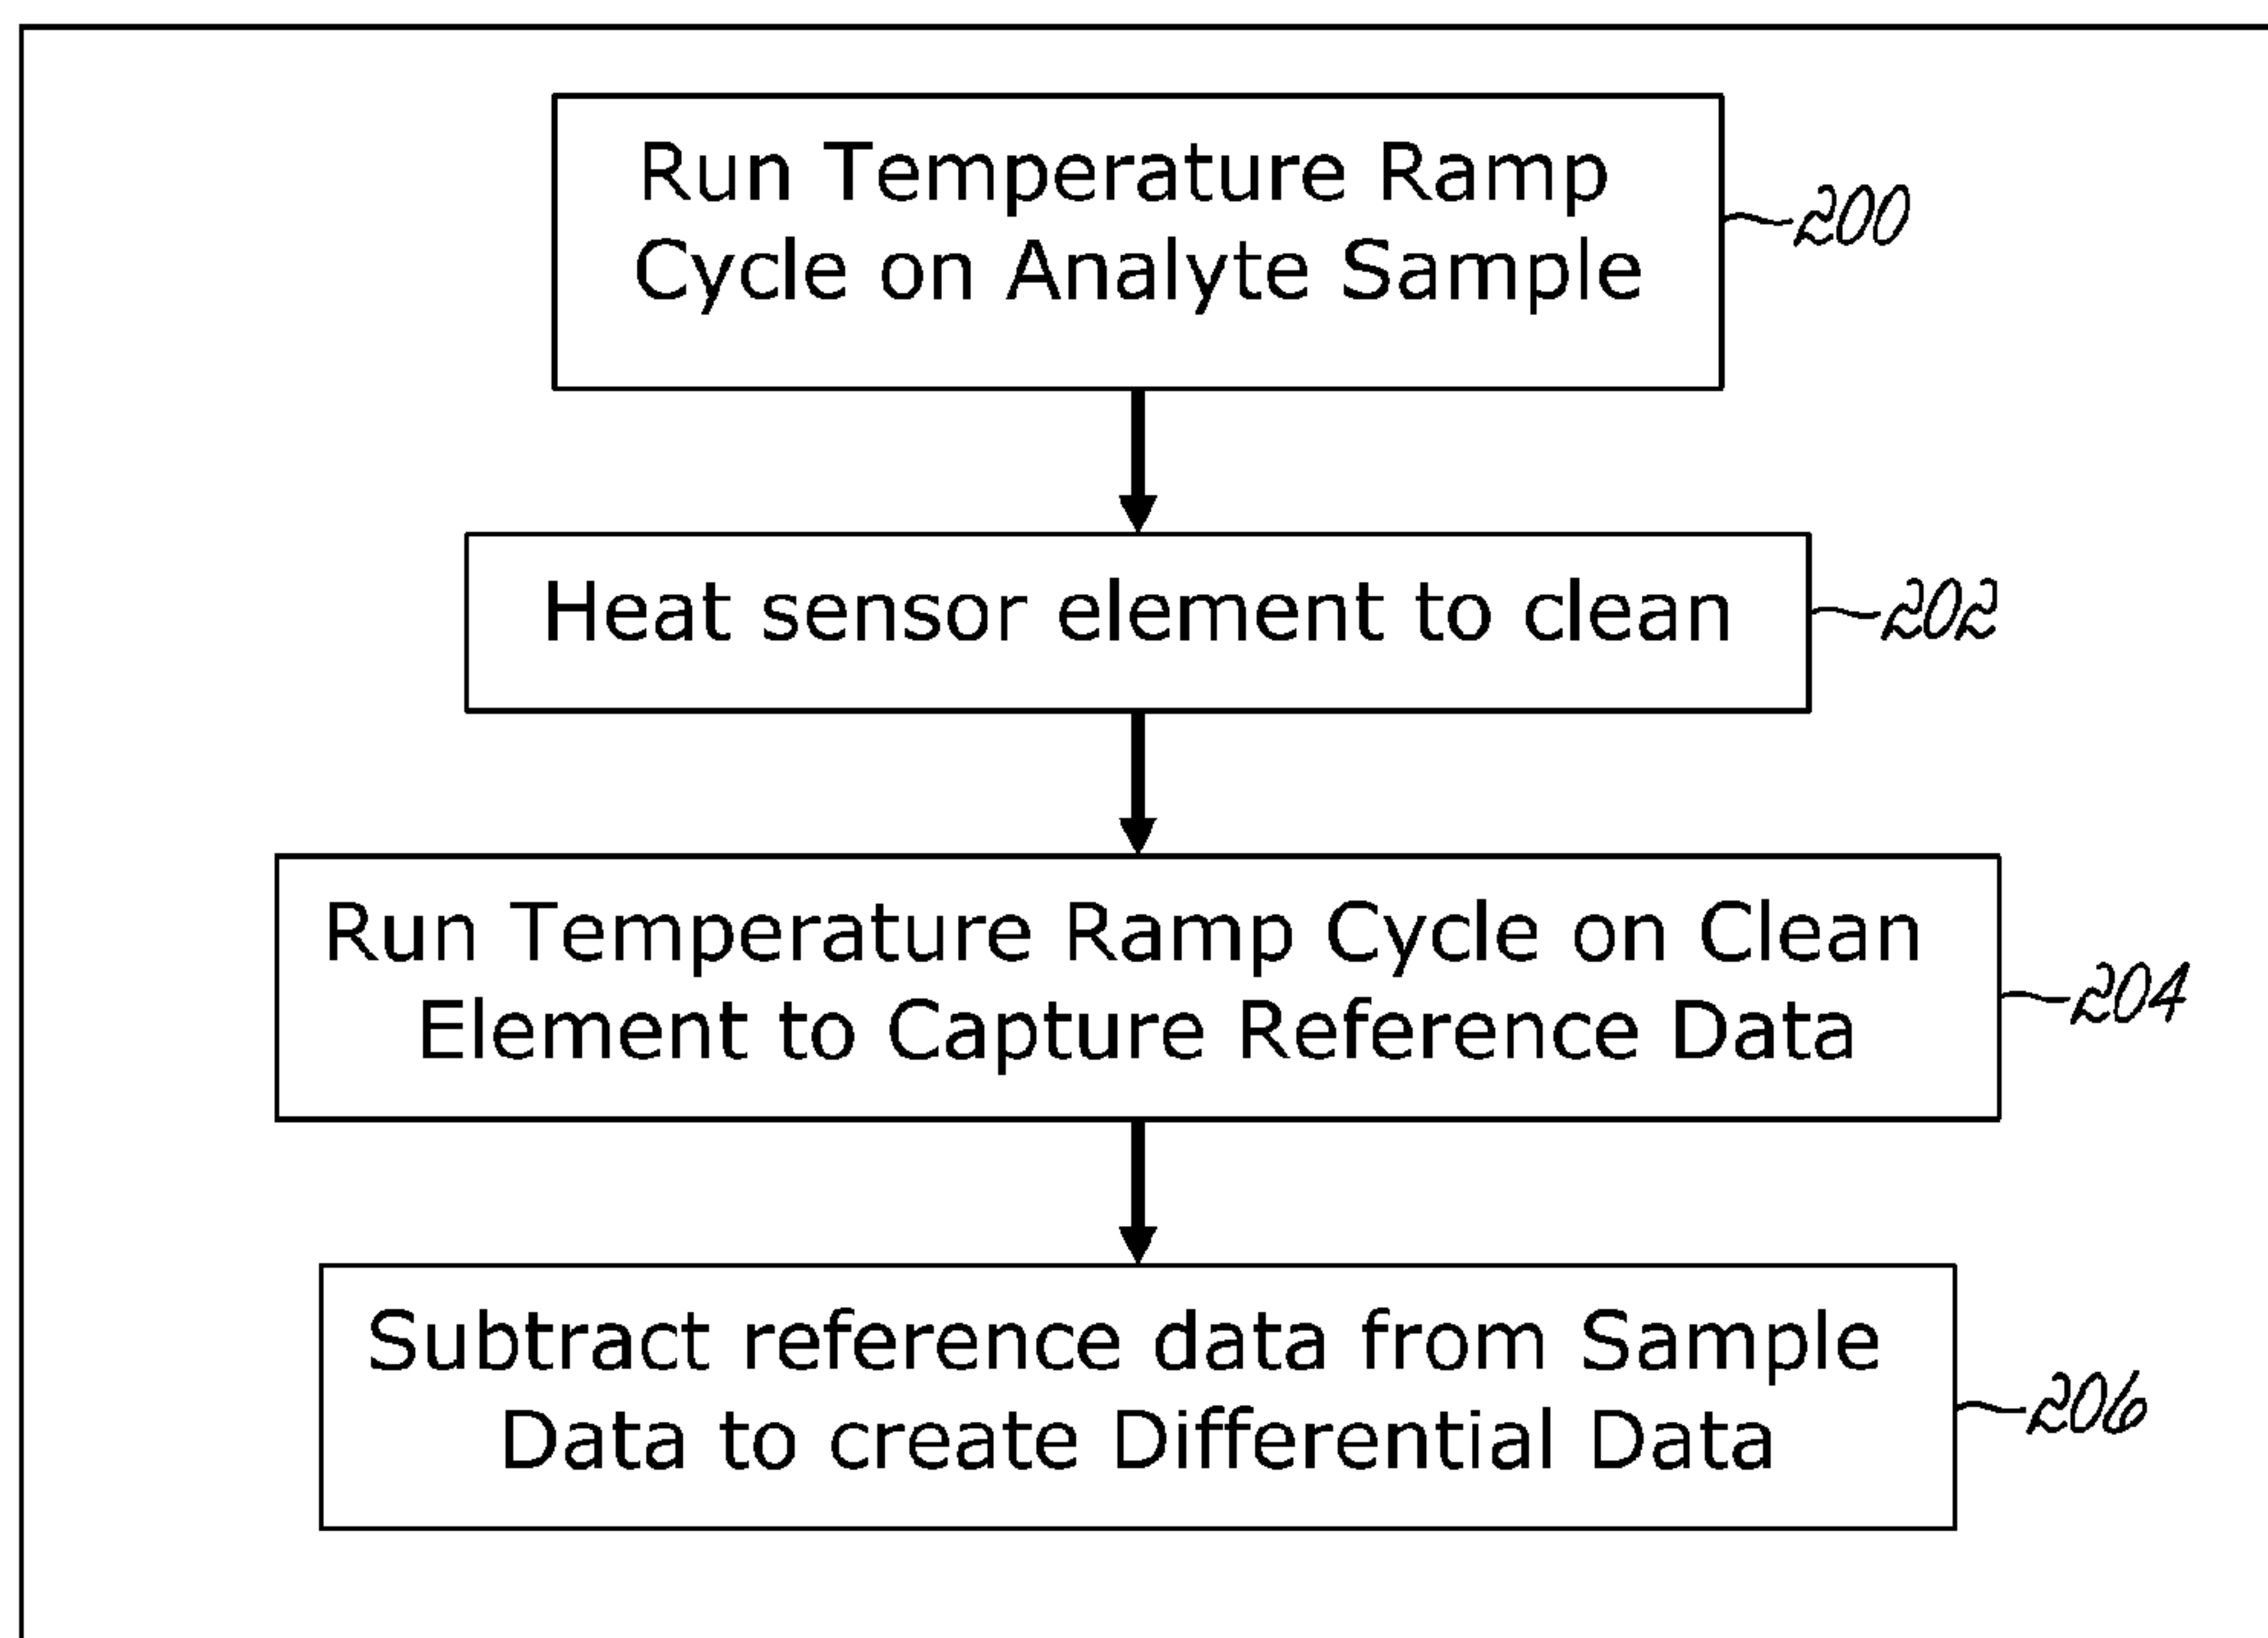 Run Temperature Ramp
Cycle on Analyte Sample
200
Heat sensor element to clean
202
Run Temperature Ramp Cycle on Clean
Element to Capture Reference Data
204
Subtract reference data from Sample
Data to create Differential Data
206